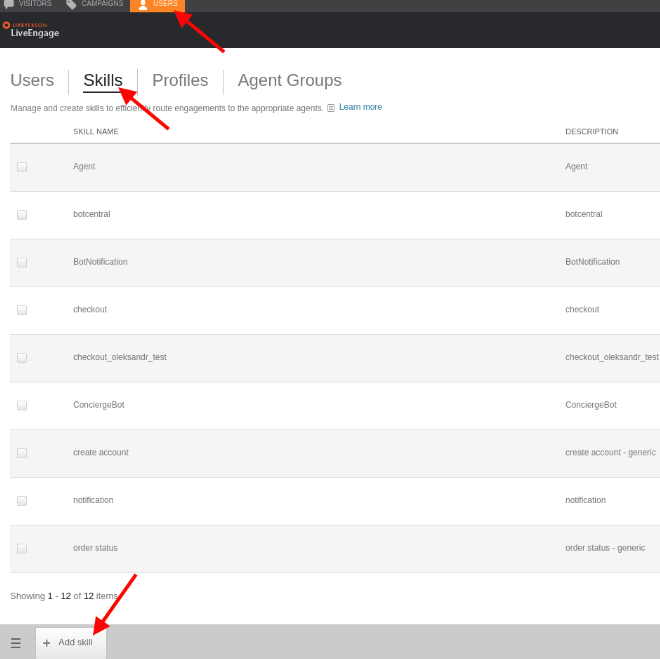 VISITORS CAMPAIGNS USERS
LIVEPERSON
LiveEngage
Users Skills Profiles Agent Groups
Manage and create skills to efficiently route engagements to the appropriate agents. Learn more
SKILL NAME DESCRIPTION
Agent Agent
botcentral botcentral
BotNotification BotNotification
checkout checkout
checkout_oleksandr_test checkout_oleksandr_test
ConciergeBot ConciergeBot
create account create account - generic
notification notification
order status order status - generic
Showing 1 - 12 of 12 items
+ Add skill